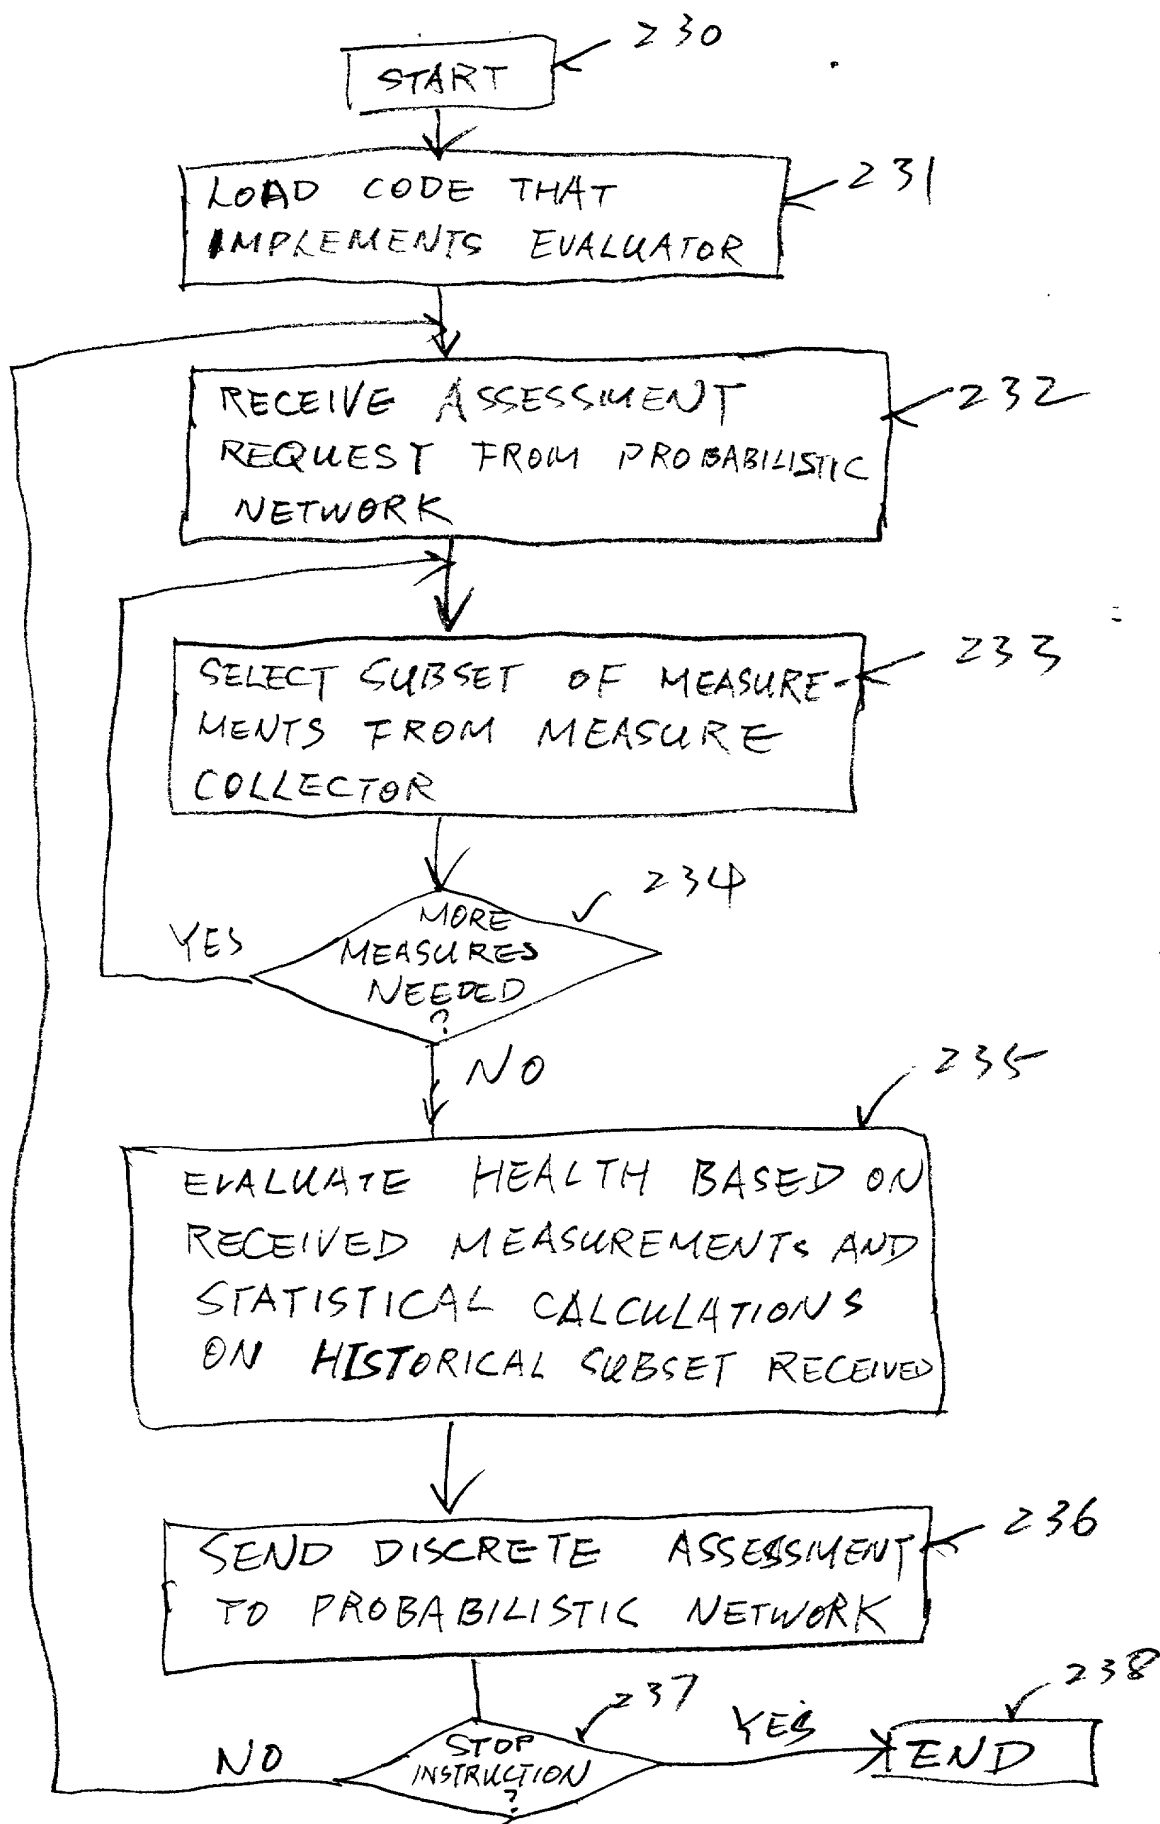 230
START
231
LOAD CODE THAT
IMPLEMENTS EVALUATOR
232
RECEIVE ASSESSMENT
REQUEST FROM PROBABILISTIC
NETWORK
233
SELECT SUBSET OF MEASURE-
MENTS FROM MEASURE
COLLECTOR
234
YES
MORE
MEASURES
NEEDED
?
NO
235
EVALUATE HEALTH BASED ON
RECEIVED MEASUREMENTS AND
STATISTICAL CALCULATIONS
ON HISTORICAL SUBSET RECEIVED
236
SEND DISCRETE ASSESSMENT
TO PROBABILISTIC NETWORK
237
238
NO
STOP
INSTRUCTION
?
YES
END